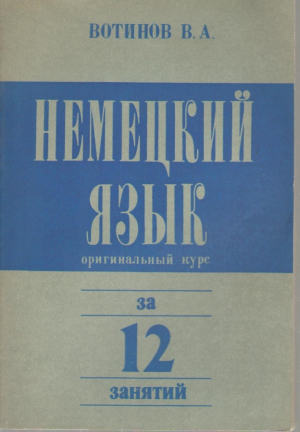 ВОТИНОВ В.А.
НЕМЕЦКИЙ
ЯЗЫК
оригинальный курс
за
12
занятий